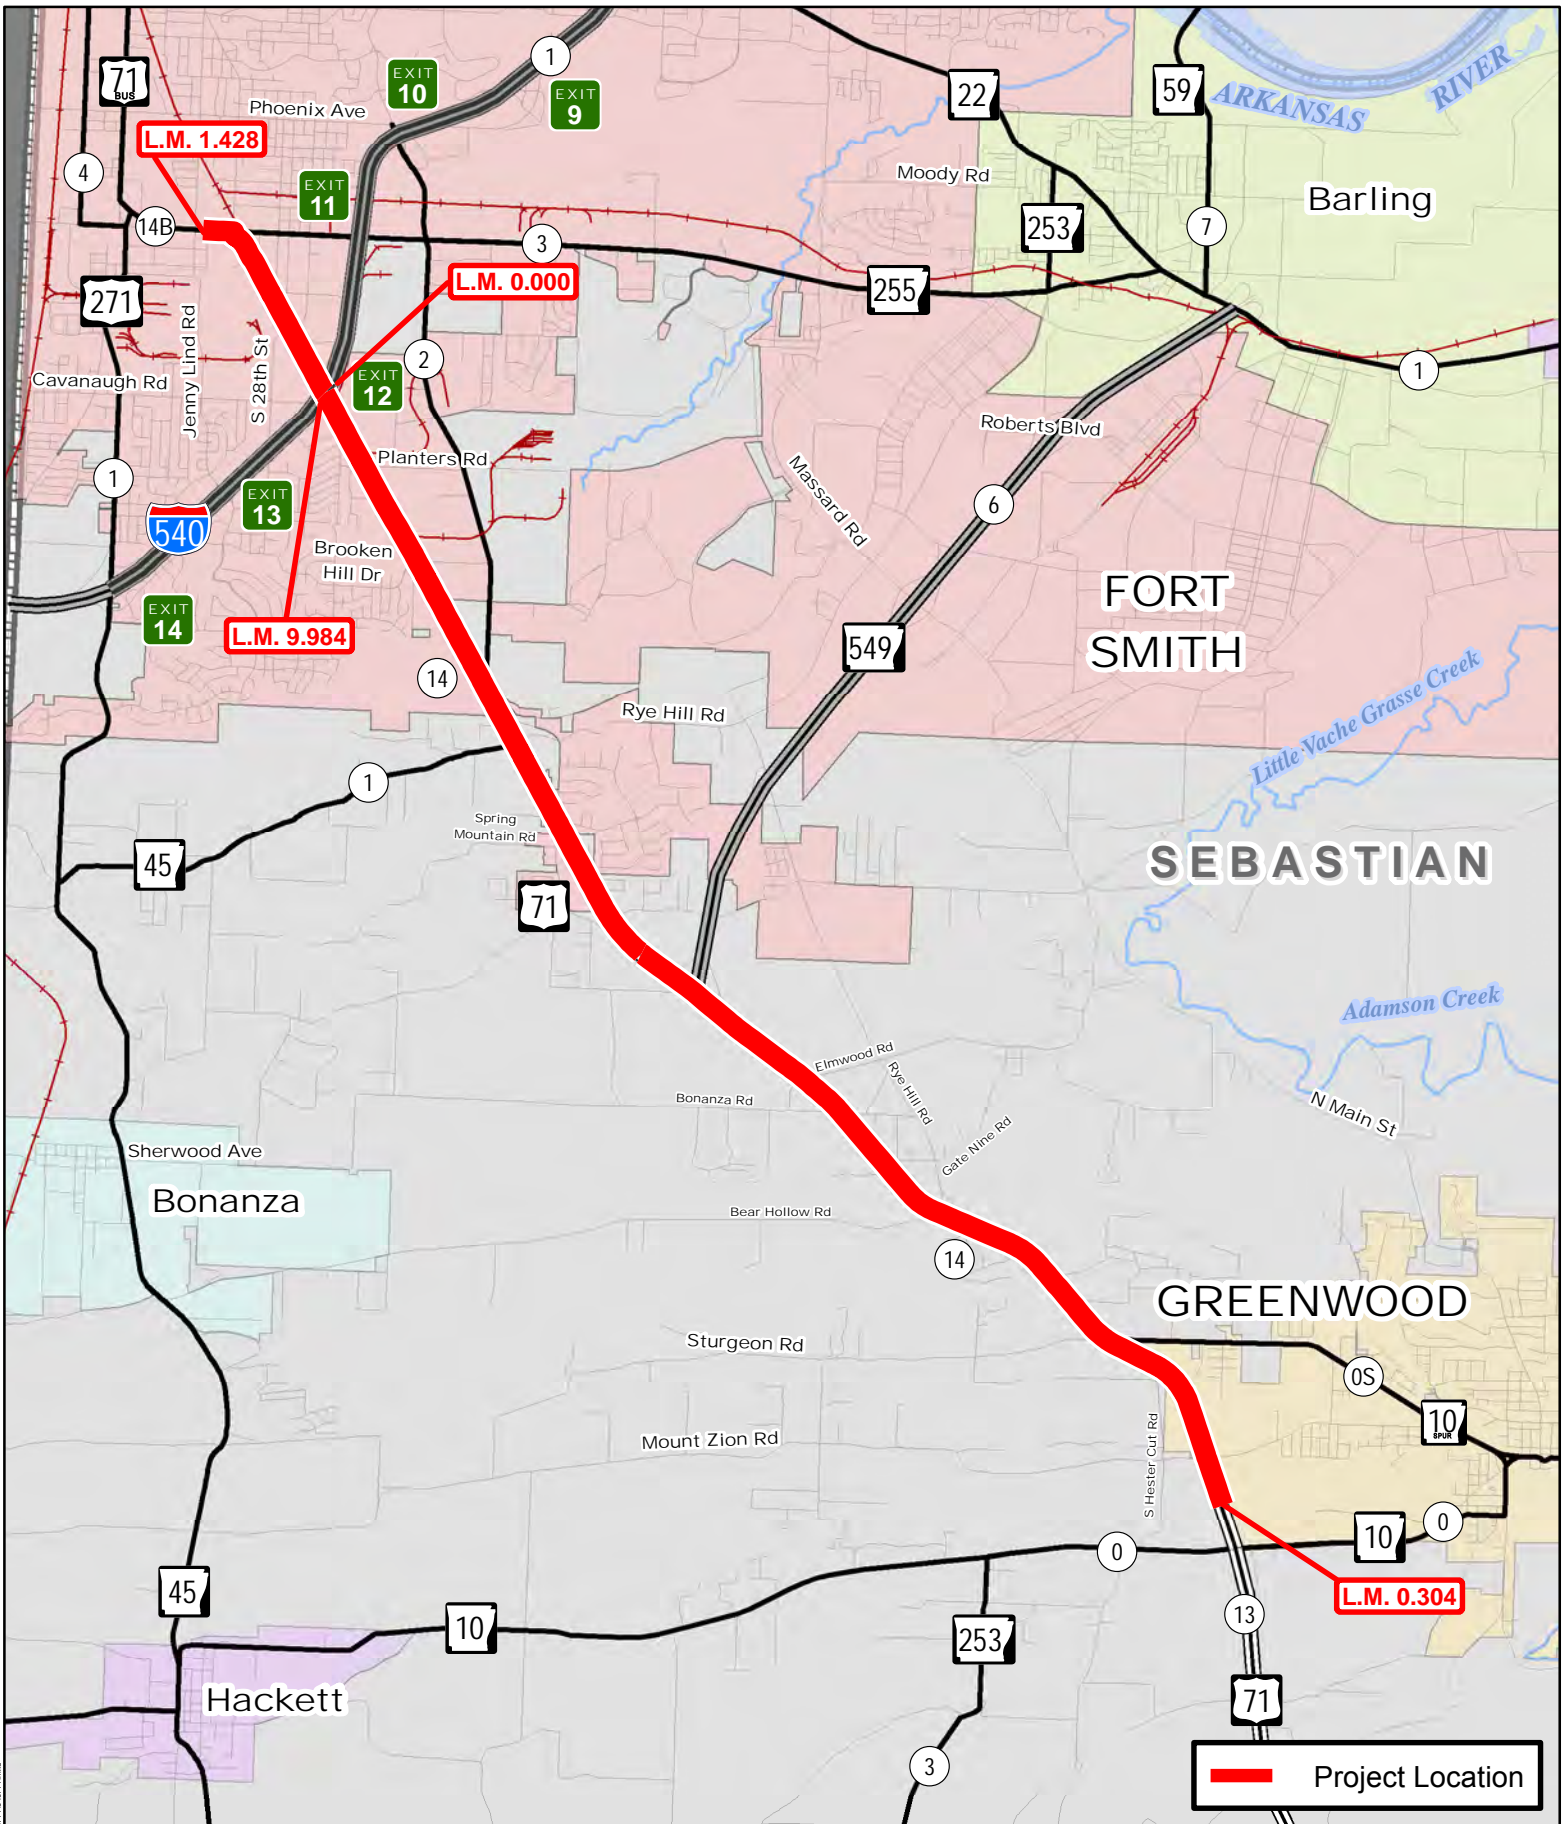 1
EXIT
10
EXIT
9
71
BUS
22
59
ARKANSAS
RIVER
Phoenix Ave
L.M. 1.428
4
EXIT
11
Moody Rd
Barling
14B
3
253
7
271
L.M. 0.000
255
Jenny Lind Rd
S 28th St
2
Cavanaugh Rd
EXIT
12
1
Roberts Blvd
Planters Rd
1
Massard Rd
EXIT
13
6
540
Brooken
Hill Dr
EXIT
14
L.M. 9.984
549
FORT
SMITH
14
Rye Hill Rd
Little Vache Grasse Creek
1
Spring
Mountain Rd
45
SEBASTIAN
71
Adamson Creek
Elmwood Rd
Rye Hill Rd
Bonanza Rd
N Main St
Gate Nine Rd
Sherwood Ave
Bonanza
Bear Hollow Rd
14
GREENWOOD
Sturgeon Rd
0S
10
SPUR
Mount Zion Rd
S Hester Cut Rd
0
10
0
45
L.M. 0.304
10
253
13
Hackett
71
3
Project Location